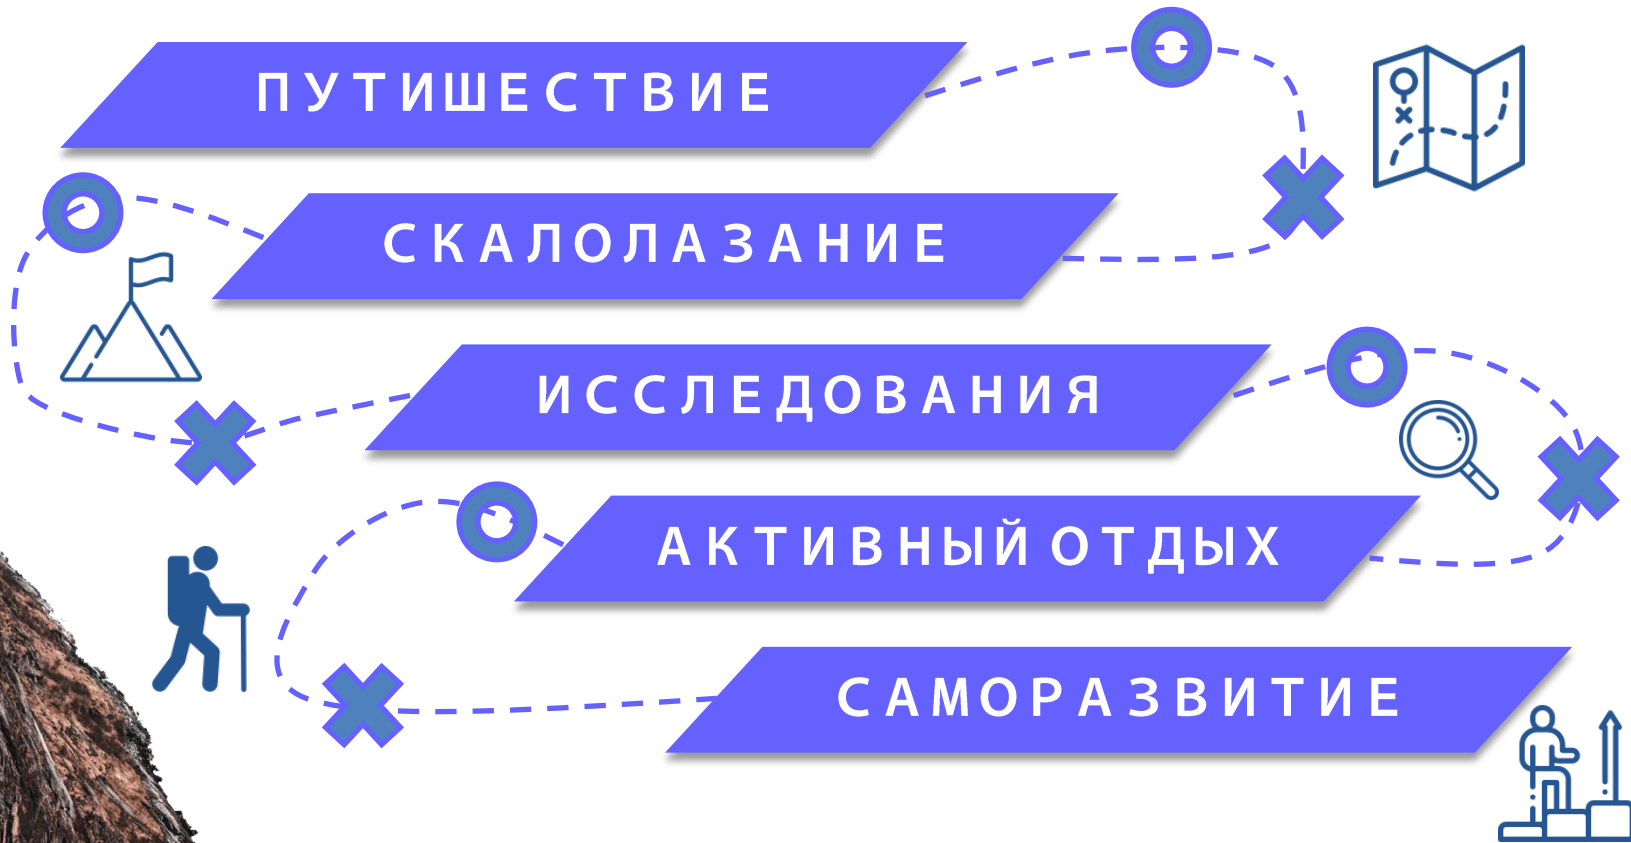 ПУТИШЕСТВИЕ
СКАЛОЛАЗАНИЕ
ИССЛЕДОВАНИЯ
АКТИВНЫЙ ОТДЫХ
САМОРАЗВИТИЕ